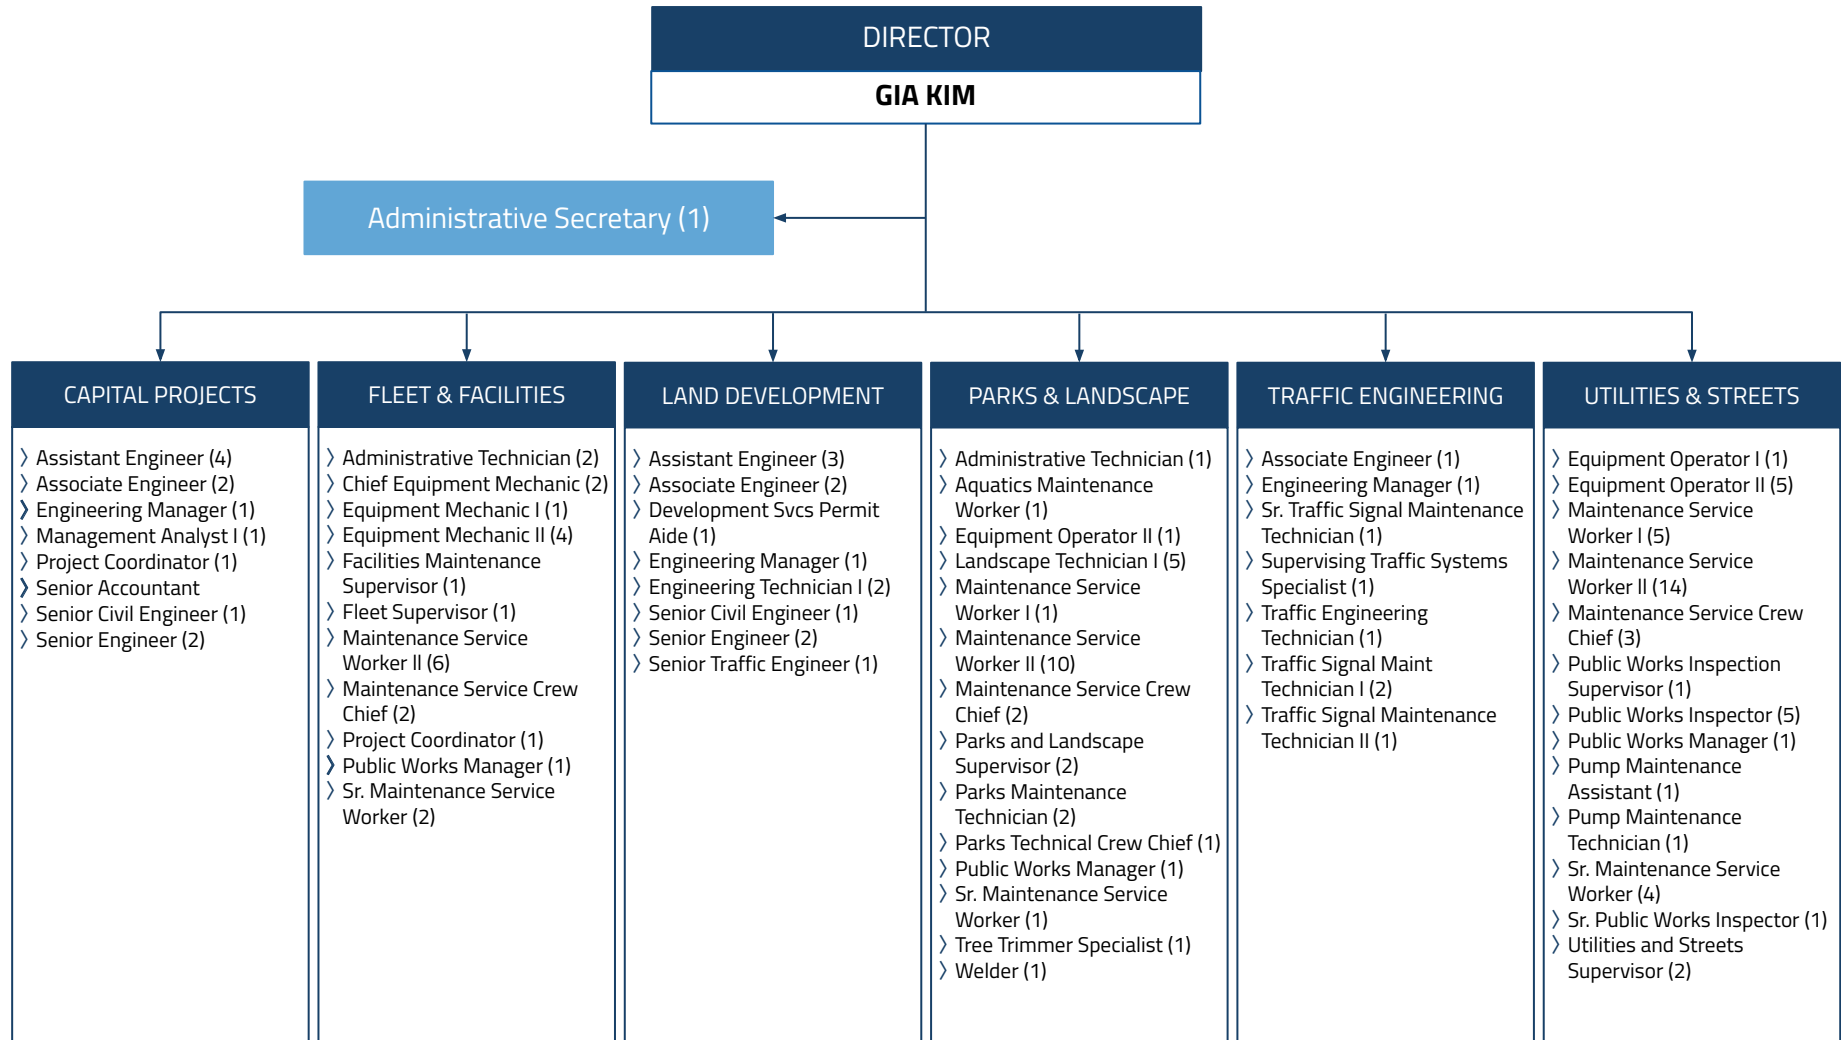 DIRECTOR
GIA KIM
Administrative Secretary (1)
CAPITAL PROJECTS
Assistant Engineer (4)
Associate Engineer (2)
Engineering Manager (1)
Management Analyst I (1)
Project Coordinator (1)
Senior Accountant
Senior Civil Engineer (1)
Senior Engineer (2)
FLEET & FACILITIES
Administrative Technician (2)
Chief Equipment Mechanic (2)
Equipment Mechanic I (1)
Equipment Mechanic II (4)
Facilities Maintenance
Supervisor (1)
Fleet Supervisor (1)
Maintenance Service
Worker II (6)
Maintenance Service Crew
Chief (2)
Project Coordinator (1)
Public Works Manager (1)
Sr. Maintenance Service
Worker (2)
LAND DEVELOPMENT
Assistant Engineer (3)
Associate Engineer (2)
Development Svcs Permit
Aide (1)
Engineering Manager (1)
Engineering Technician I (2)
Senior Civil Engineer (1)
Senior Engineer (2)
Senior Traffic Engineer (1)
PARKS & LANDSCAPE
Administrative Technician (1)
Aquatics Maintenance
Worker (1)
Equipment Operator II (1)
Landscape Technician I (5)
Maintenance Service
Worker I (1)
Maintenance Service
Worker II (10)
Maintenance Service Crew
Chief (2)
Parks and Landscape
Supervisor (2)
Parks Maintenance
Technician (2)
Parks Technical Crew Chief (1)
Public Works Manager (1)
Sr. Maintenance Service
Worker (1)
Tree Trimmer Specialist (1)
Welder (1)
TRAFFIC ENGINEERING
Associate Engineer (1)
Engineering Manager (1)
Sr. Traffic Signal Maintenance
Technician (1)
Supervising Traffic Systems
Specialist (1)
Traffic Engineering
Technician (1)
Traffic Signal Maint
Technician I (2)
Traffic Signal Maintenance
Technician II (1)
UTILITIES & STREETS
Equipment Operator I (1)
Equipment Operator II (5)
Maintenance Service
Worker I (5)
Maintenance Service
Worker II (14)
Maintenance Service Crew
Chief (3)
Public Works Inspection
Supervisor (1)
Public Works Inspector (5)
Public Works Manager (1)
Pump Maintenance
Assistant (1)
Pump Maintenance
Technician (1)
Sr. Maintenance Service
Worker (4)
Sr. Public Works Inspector (1)
Utilities and Streets
Supervisor (2)